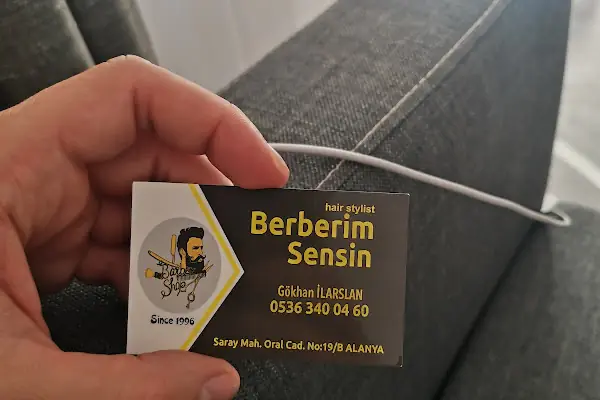 hair stylist
Berberim
Sensin
Barber
Shop
Since 1996
Gökhan İLARSLAN
0536 340 04 60
Saray Mah. Oral Cad. No:19/B ALANYA